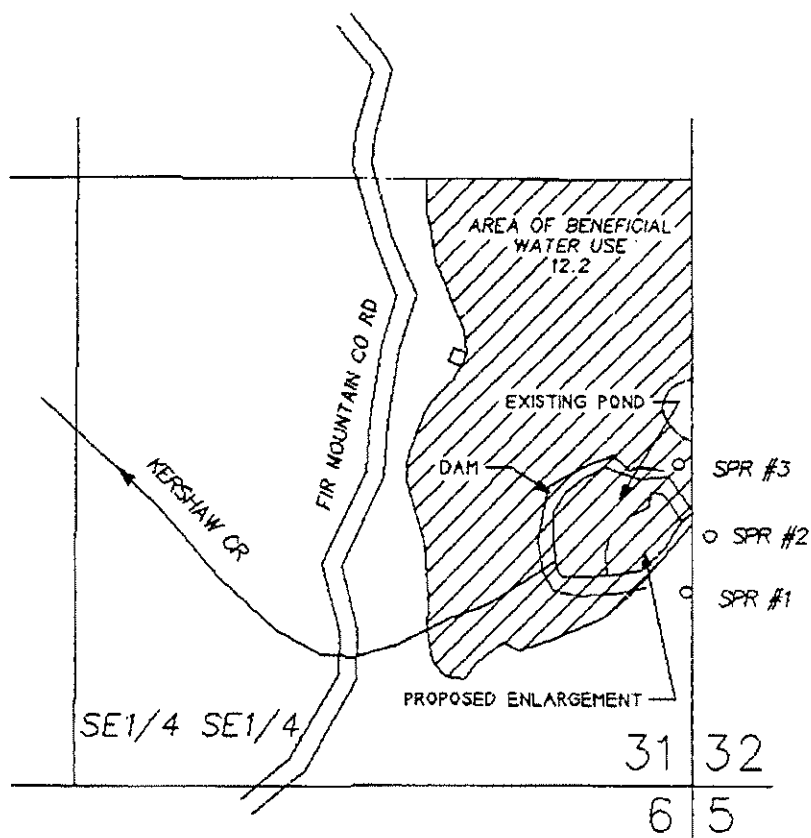 AREA OF BENEFICIAL
WATER USE
12.2
FIR MOUNTAIN CO RD
EXISTING POND
DAM
SPR #3
KERSHAW CR
SPR #2
SPR #1
PROPOSED ENLARGEMENT
SE1/4 SE1/4
31 32
6 5